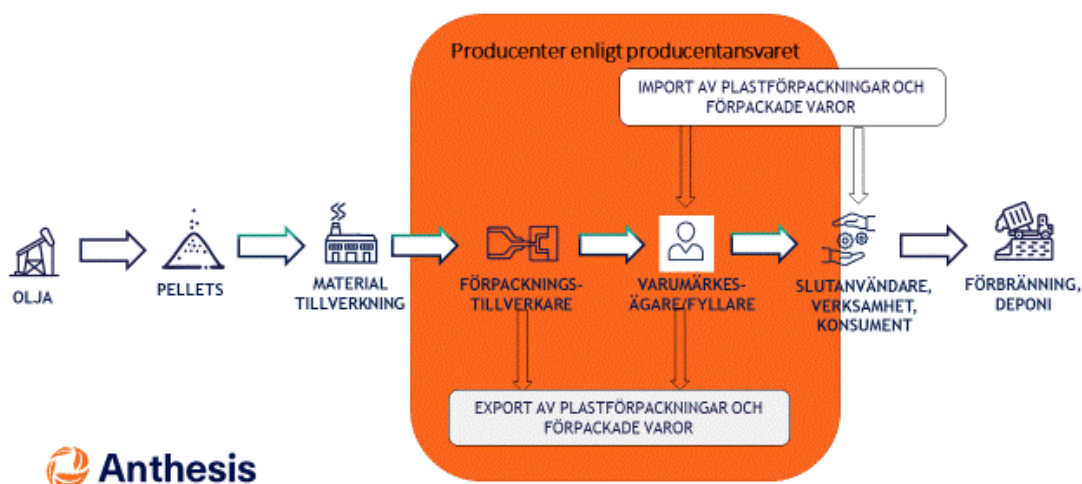 Producenter enligt producentansvaret
IMPORT AV PLASTFÖRPACKNINGAR OCH
FÖRPACKADE VAROR
OLJA
PELLETS
MATERIAL
TILLVERKNING
FÖRPACKNINGS-
TILLVERKARE
VARUMÄRKES-
ÄGARE/FYLLARE
SLUTANVÄNDARE,
VERKSAMHET,
KONSUMENT
FÖRBRÄNNING,
DEPONI
EXPORT AV PLASTFÖRPACKNINGAR OCH
FÖRPACKADE VAROR
Anthesis